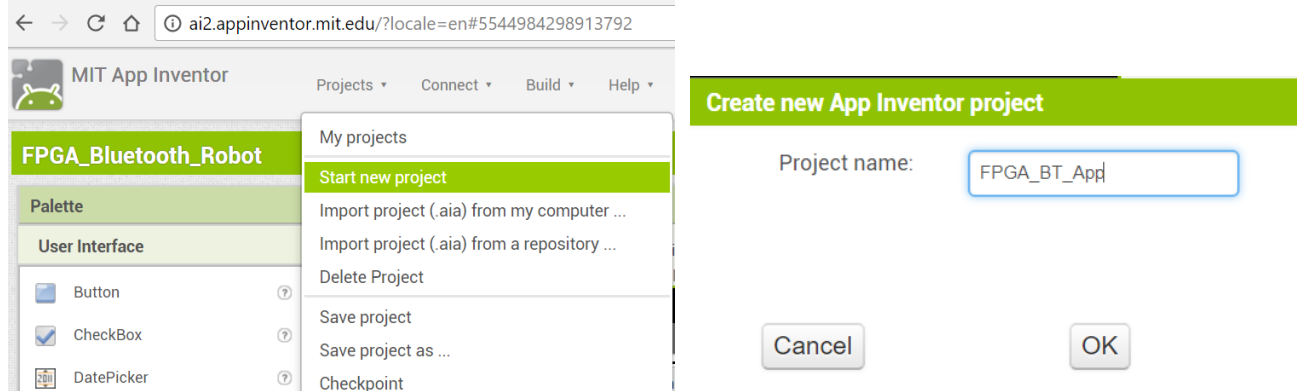 ai2.appinventor.mit.edu/?locale=en#5544984298913792
MIT App Inventor
Projects
Connect
Build
Help
FPGA_Bluetooth_Robot
Palette
User Interface
Button
?
CheckBox
?
DatePicker
?
My projects
Start new project
Import project (.aia) from my computer ...
Import project (.aia) from a repository ...
Delete Project
Save project
Save project as ...
Checkpoint
Create new App Inventor project
Project name:
FPGA_BT_App
Cancel
OK